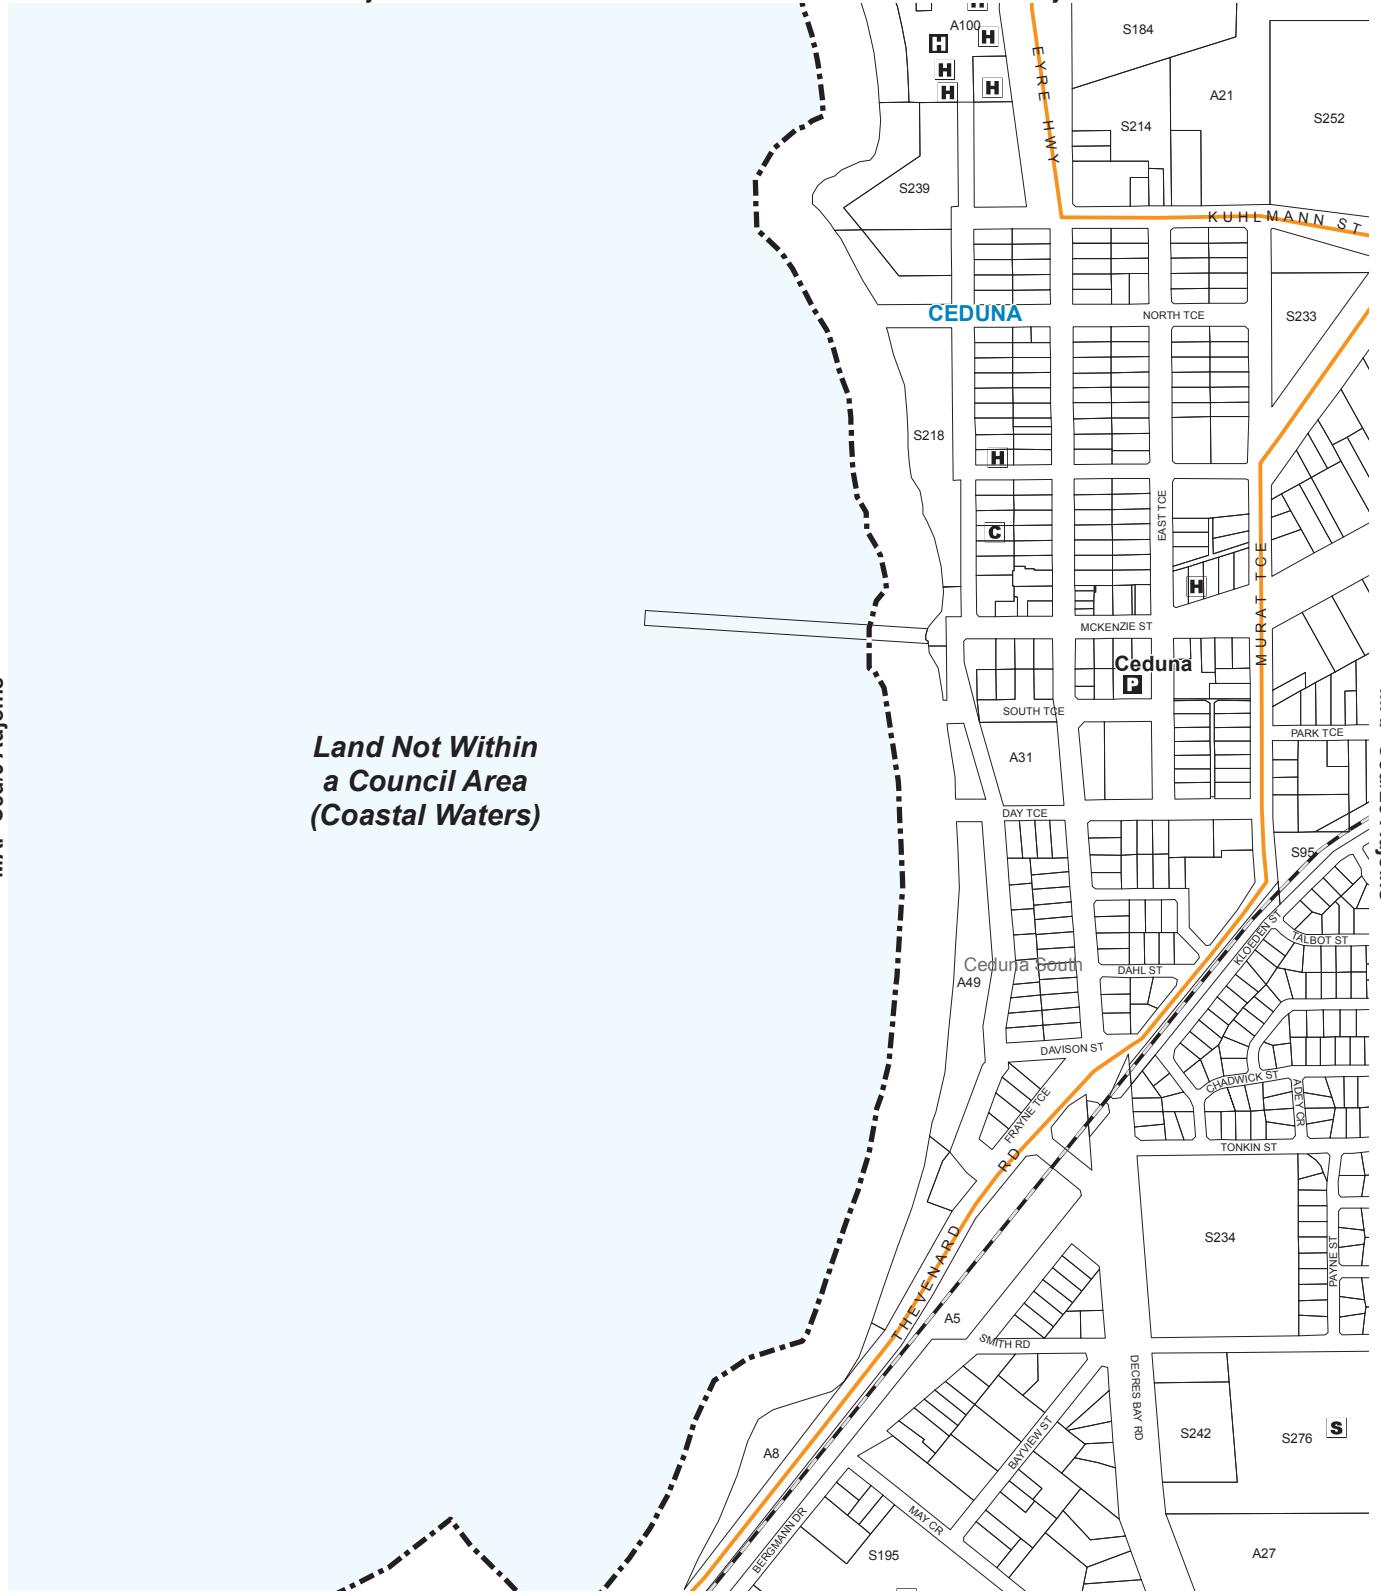 A100
H
H
H
H
H
EYRE HWY
S184
A21
S252
S214
S239
KUHLMANN ST
CEDUNA
NORTH TCE
S233
S218
H
C
EAST TCE
H
MURAT TCE
MCKENZIE ST
Ceduna
P
SOUTH TCE
PARK TCE
Land Not Within
a Council Area
(Coastal Waters)
A31
DAY TCE
S95
KLOEDEN ST
TALBOT ST
Ceduna South
DAHL ST
A49
DAVISON ST
CHADWICK ST
ADEY CR
FRAYNE TCE
TONKIN ST
THEVENARD RD
S234
PAYNE ST
A5
SMITH RD
DECRES BAY RD
BAYVIEW ST
S242
S276
S
A8
BERGMANN DR
MAY CR
S195
A27